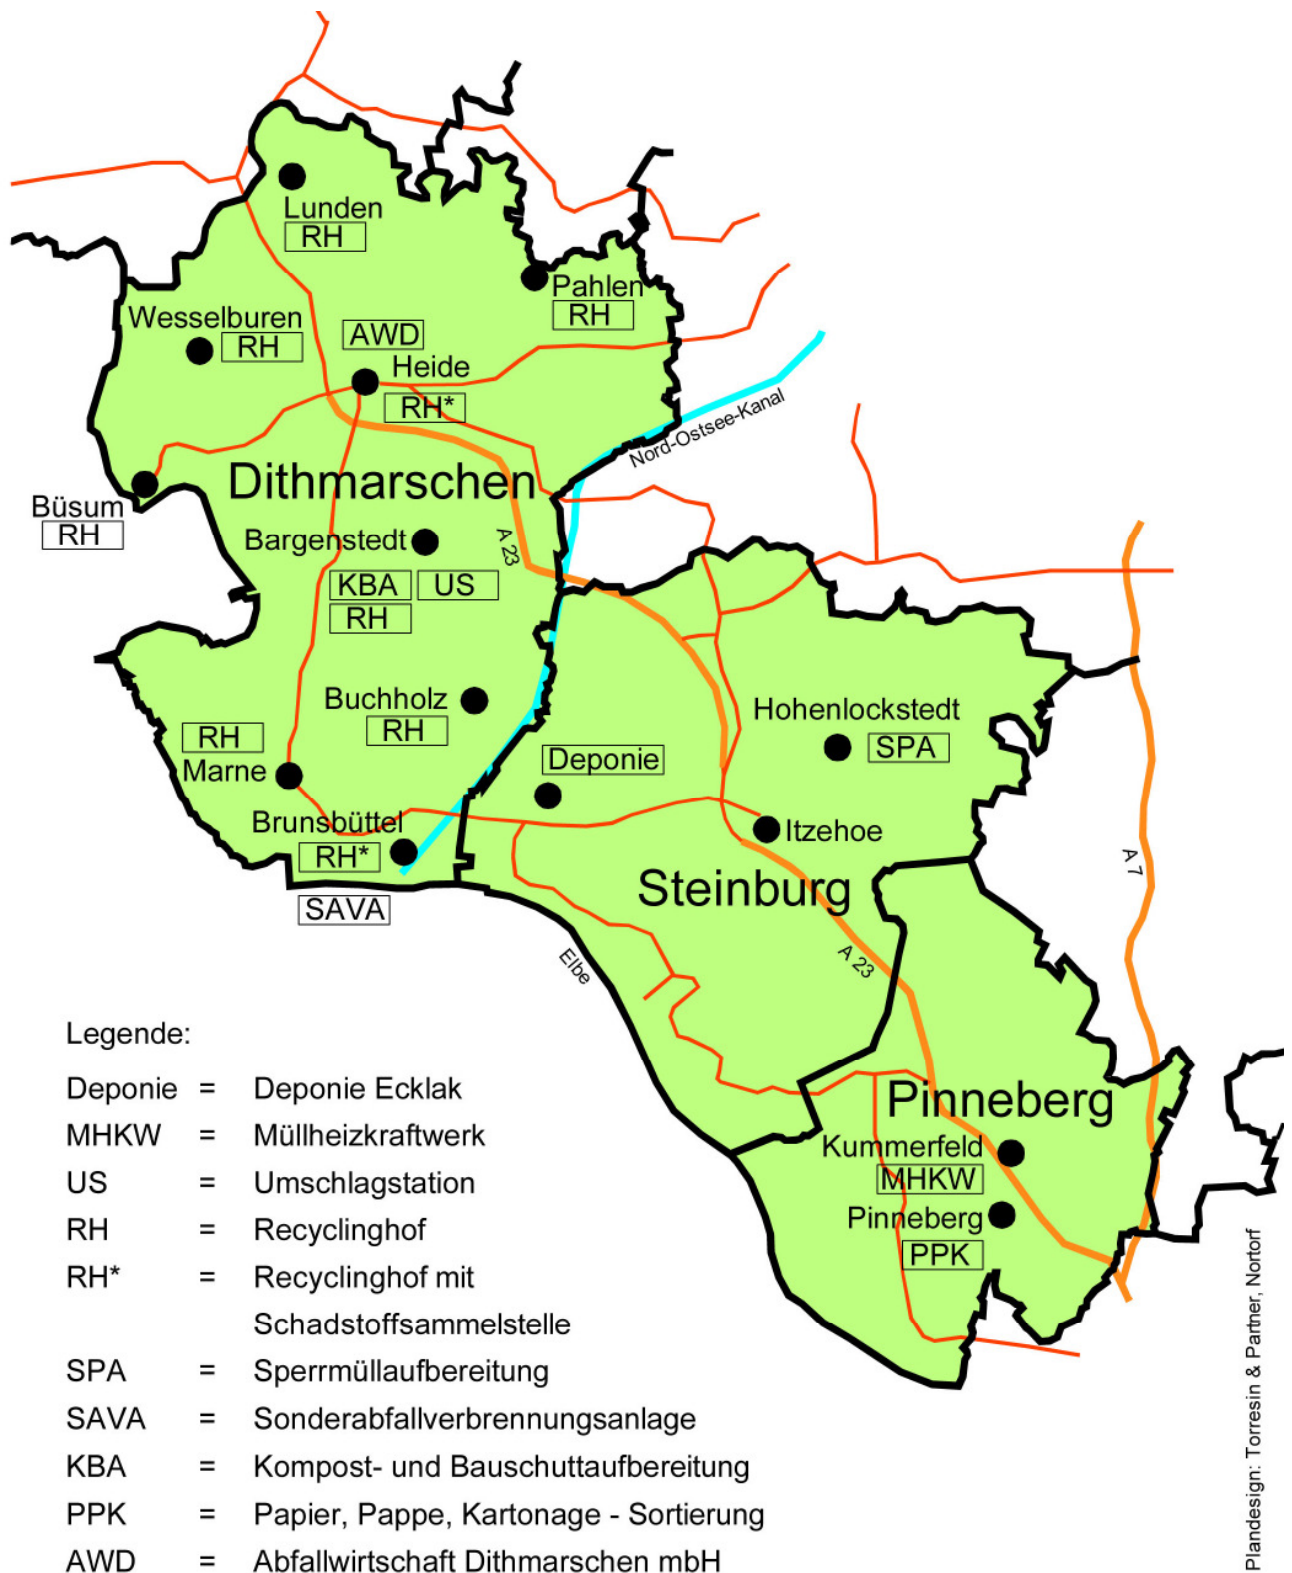 Lunden
RH
Pahlen
RH
Wesselburen
RH
AWD
Heide
RH*
Nord-Ostsee-Kanal
Dithmarschen
Büsum
RH
Bargenstedt
A 23
KBA
US
RH
Buchholz
RH
Hohenlockstedt
SPA
RH
Marne
Deponie
Brunsbüttel
RH*
Itzehoe
SAVA
Steinburg
A 7
A 23
Elbe
Pinneberg
Kummerfeld
MHKW
Pinneberg
PPK
Legende:
Deponie = Deponie Ecklak
MHKW = Müllheizkraftwerk
US = Umschlagstation
RH = Recyclinghof
RH* = Recyclinghof mit
Schadstoffsammelstelle
SPA = Sperrmüllaufbereitung
SAVA = Sonderabfallverbrennungsanlage
KBA = Kompost- und Bauschuttaufbereitung
PPK = Papier, Pappe, Kartonage - Sortierung
AWD = Abfallwirtschaft Dithmarschen mbH
Plandesign: Torresin & Partner, Nortorf